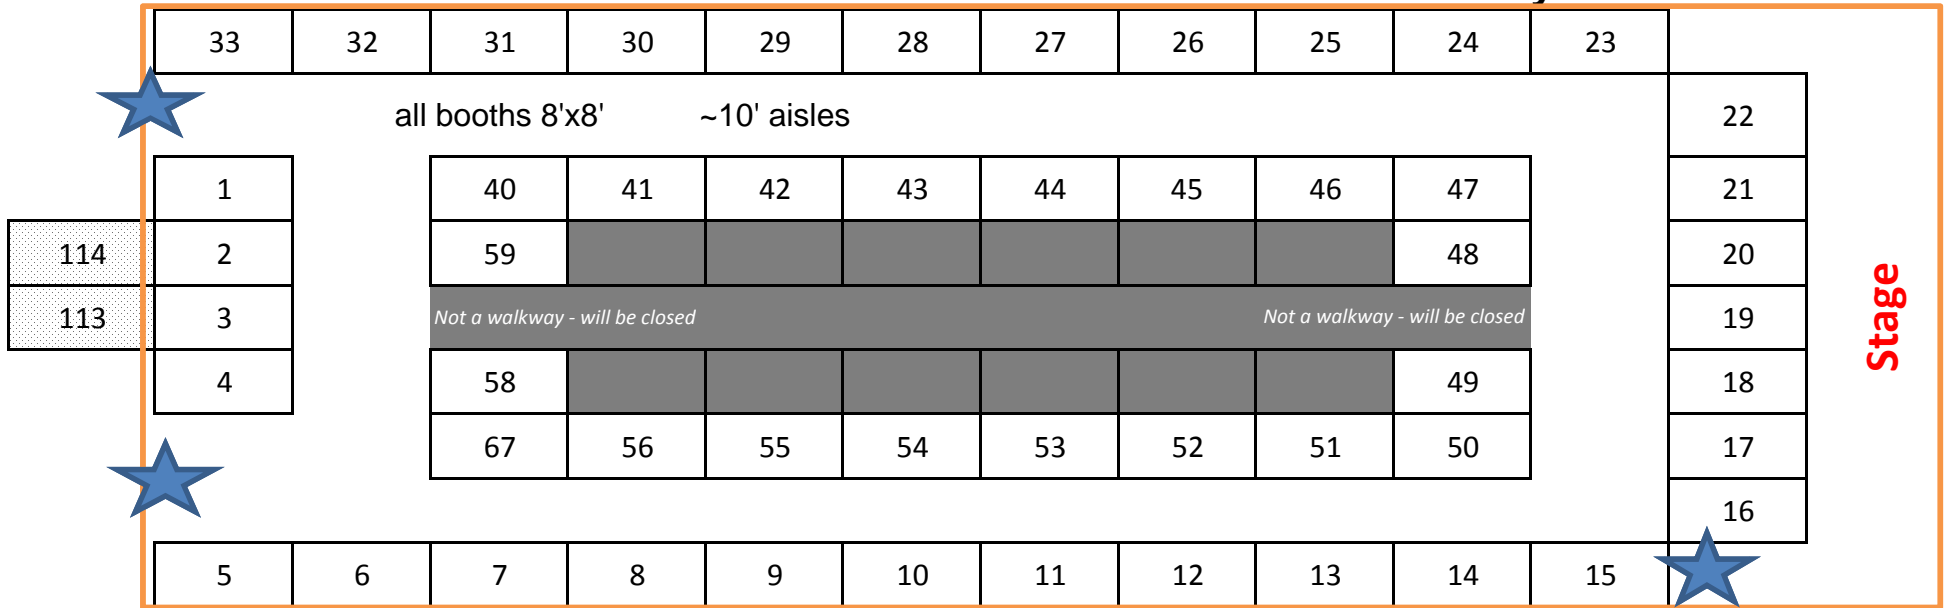 33 32 31 30 29 28 27 26 25 24 23
all booths 8'x8' ~10' aisles 22
1 40 41 42 43 44 45 46 47 21
114 2 59 48 20
113 3 Not a walkway - will be closed Not a walkway - will be closed 19
Stage
4 58 49 18
67 56 55 54 53 52 51 50 17
16
5 6 7 8 9 10 11 12 13 14 15